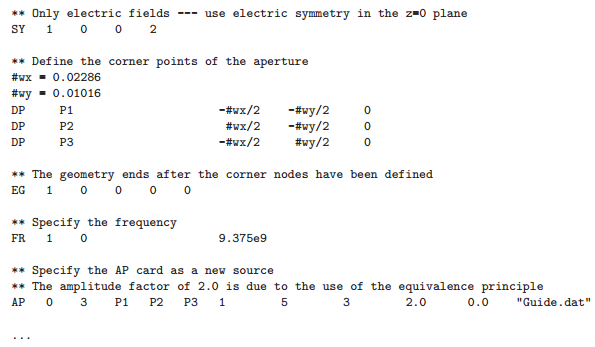 ** Only electric fields --- use electric symmetry in the z=0 plane
SY 1 0 0 2
** Define the corner points of the aperture
#wx = 0.02286
#wy = 0.01016
DP P1 -#wx/2 -#wy/2 0
DP P2 #wx/2 -#wy/2 0
DP P3 -#wx/2 #wy/2 0
** The geometry ends after the corner nodes have been defined
EG 1 0 0 0 0
** Specify the frequency
FR 1 0 9.375e9
** Specify the AP card as a new source
** The amplitude factor of 2.0 is due to the use of the equivalence principle
AP 0 3 P1 P2 P3 1 5 3 2.0 0.0 "Guide.dat"
...